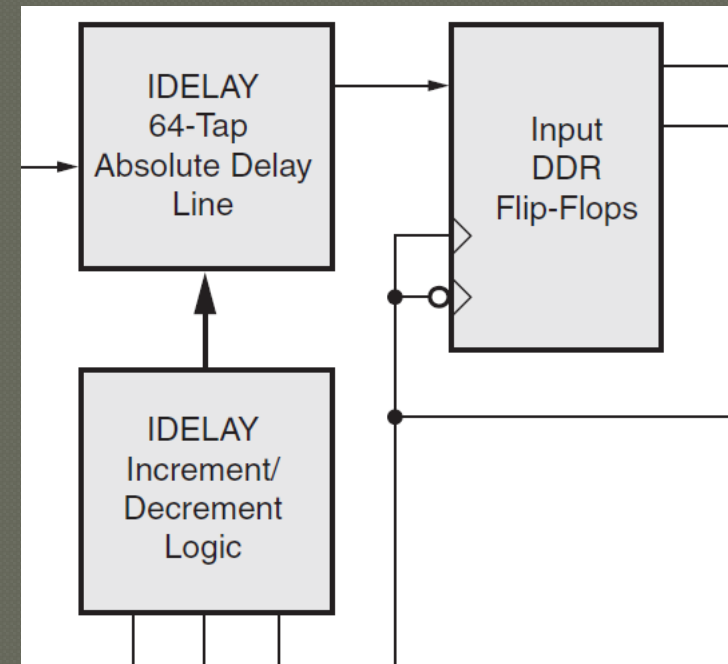 IDELAY
64-Tap
Absolute Delay
Line
Input
DDR
Flip-Flops
IDELAY
Increment/
Decrement
Logic